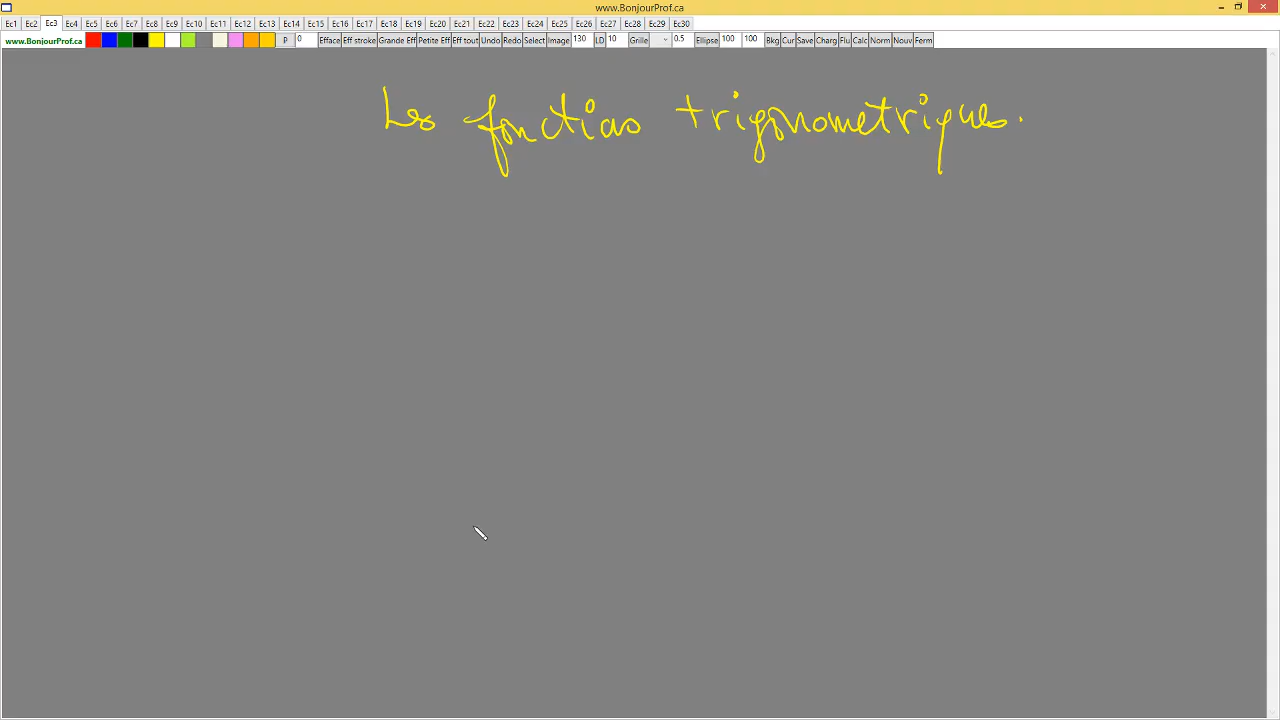 www.BonjourProf.ca
Ec1 Ec2 Ec3 Ec4 Ec5 Ec6 Ec7 Ec8 Ec9 Ec10 Ec11 Ec12 Ec13 Ec14 Ec15 Ec16 Ec17 Ec18 Ec19 Ec20 Ec21 Ec22 Ec23 Ec24 Ec25 Ec26 Ec27 Ec28 Ec29 Ec30
www.BonjourProf.ca P 0 Efface Eff stroke Grande Eff Petite Eff Eff tout Undo Redo Select Image 130 LD 10 Grille 0.5 Ellipse 100 100 Bkg Cur Save Charg Flu Calc Norm Nouv Ferm
Les fonctions trigonometriques.